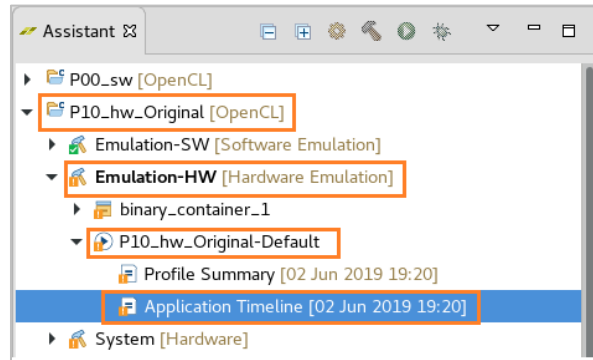 Assistant
P00_sw [OpenCL]
P10_hw_Original [OpenCL]
Emulation-SW [Software Emulation]
Emulation-HW [Hardware Emulation]
binary_container_1
P10_hw_Original-Default
Profile Summary [02 Jun 2019 19:20]
Application Timeline [02 Jun 2019 19:20]
System [Hardware]